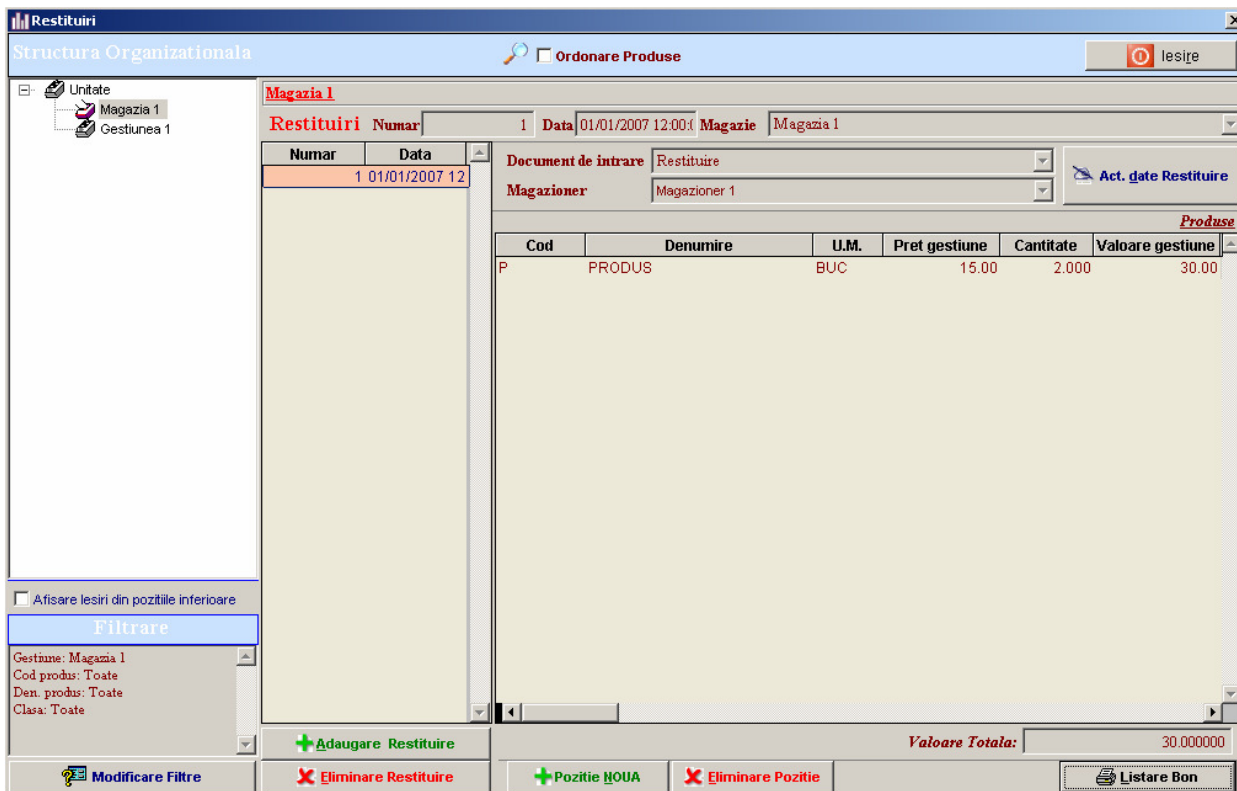 Restituiri
Structura Organizationala
Ordonare Produse
Iesire
Unitate
Magazia 1
Gestiunea 1
Magazia 1
Restituiri Numar 1 Data 01/01/2007 12:00:( Magazie Magazia 1
Numar Data
1 01/01/2007 12
Document de intrare Restituire
Magazioner Magazioner 1
Act. date Restituire
Produse
Cod Denumire U.M. Pret gestiune Cantitate Valoare gestiune
P PRODUS BUC 15.00 2.000 30.00
Afisare Iesiri din pozitiile inferioare
Filtrare
Gestiune: Magazia 1
Cod produs: Toate
Den. produs: Toate
Clasa: Toate
Modificare Filtre
Adaugare Restituire
Eliminare Restituire
Valoare Totala: 30.000000
Pozitie NOUA
Eliminare Pozitie
Listare Bon